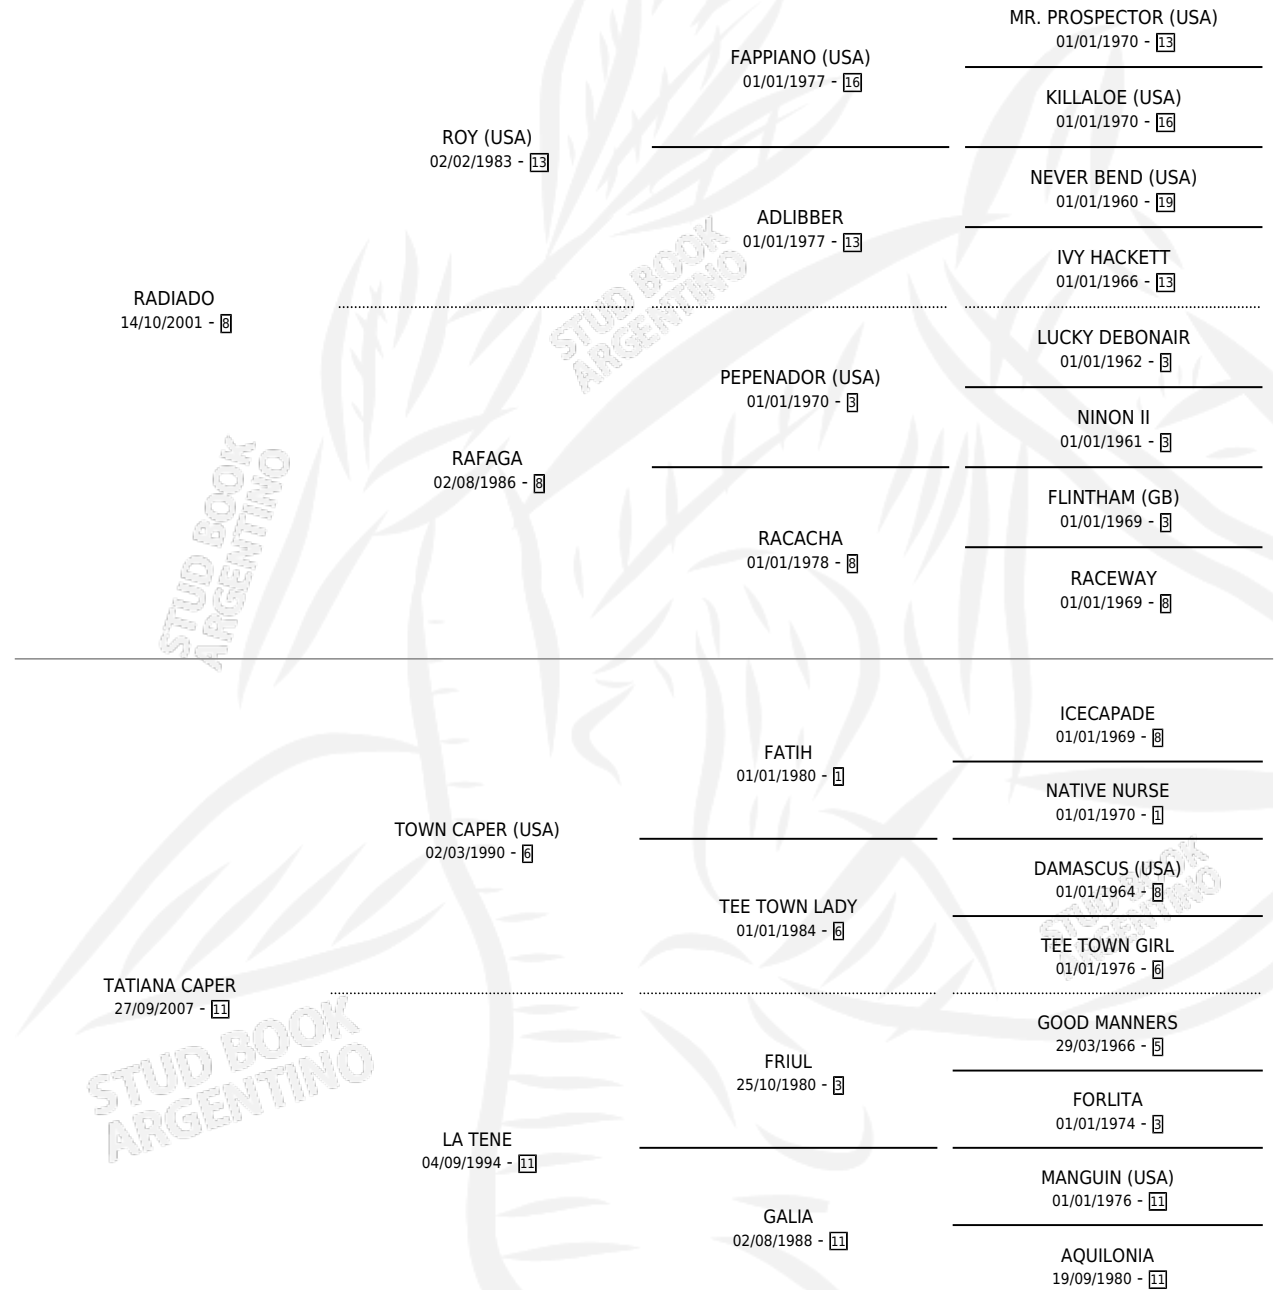 MR. PROSPECTOR (USA)
01/01/1970 - 13
FAPPIANO (USA)
01/01/1977 - 16
KILLALOE (USA)
01/01/1970 - 16
ROY (USA)
02/02/1983 - 13
NEVER BEND (USA)
01/01/1960 - 19
ADLIBBER
01/01/1977 - 13
IVY HACKETT
01/01/1966 - 13
RADIADO
14/10/2001 - 8
LUCKY DEBONAIR
01/01/1962 - 3
PEPENADOR (USA)
01/01/1970 - 3
NINON II
01/01/1961 - 3
RAFAGA
02/08/1986 - 8
FLINTHAM (GB)
01/01/1969 - 3
RACACHA
01/01/1978 - 8
RACEWAY
01/01/1969 - 8
STUD BOOK
ARGENTINO
STUD BOOK
ARGENTINO
ICECAPADE
01/01/1969 - 8
FATIH
01/01/1980 - 1
NATIVE NURSE
01/01/1970 - 1
TOWN CAPER (USA)
02/03/1990 - 6
DAMASCUS (USA)
01/01/1964 - 8
TEE TOWN LADY
01/01/1984 - 6
TEE TOWN GIRL
01/01/1976 - 6
TATIANA CAPER
27/09/2007 - 11
GOOD MANNERS
29/03/1966 - 5
FRIUL
25/10/1980 - 3
FORLITA
01/01/1974 - 3
LA TENE
04/09/1994 - 11
MANGUIN (USA)
01/01/1976 - 11
GALIA
02/08/1988 - 11
AQUILONIA
19/09/1980 - 11
STUD BOOK
ARGENTINO
STUD BOOK
ARGENTINO